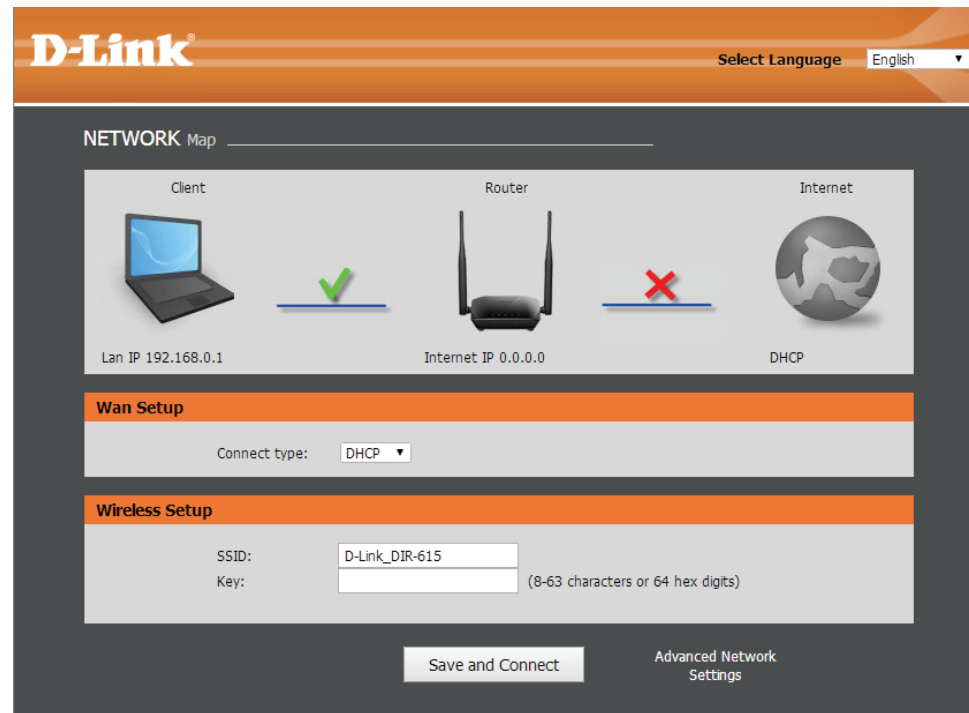 D-Link®
Select Language English
NETWORK Map
Client Router Internet
Lan IP 192.168.0.1 Internet IP 0.0.0.0 DHCP
Wan Setup
Connect type: DHCP
Wireless Setup
SSID: D-Link_DIR-615
Key: (8-63 characters or 64 hex digits)
Save and Connect
Advanced Network
Settings